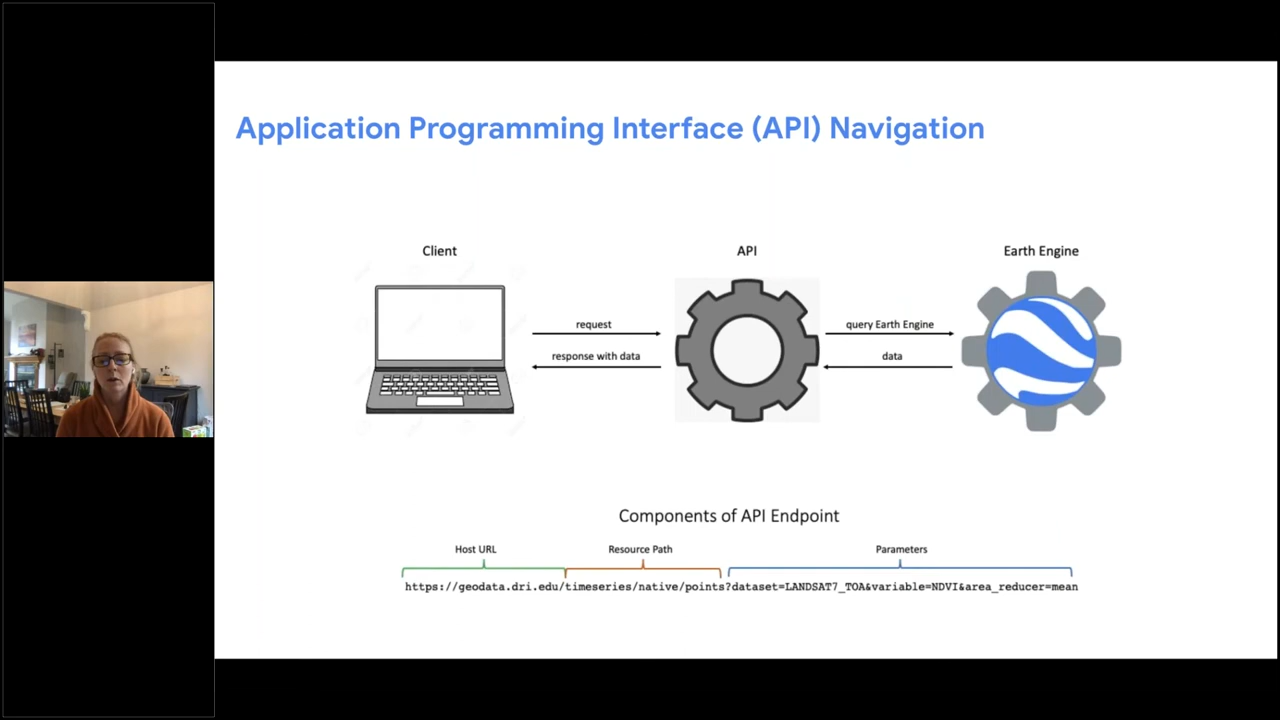 Application Programming Interface (API) Navigation
Client
API
Earth Engine
request
query Earth Engine
response with data
data
Components of API Endpoint
Host URL
Resource Path
Parameters
https://geodata.dri.edu/timeseries/native/points?dataset=LANDSAT7_TOA&variable=NDVI&area_reducer=mean